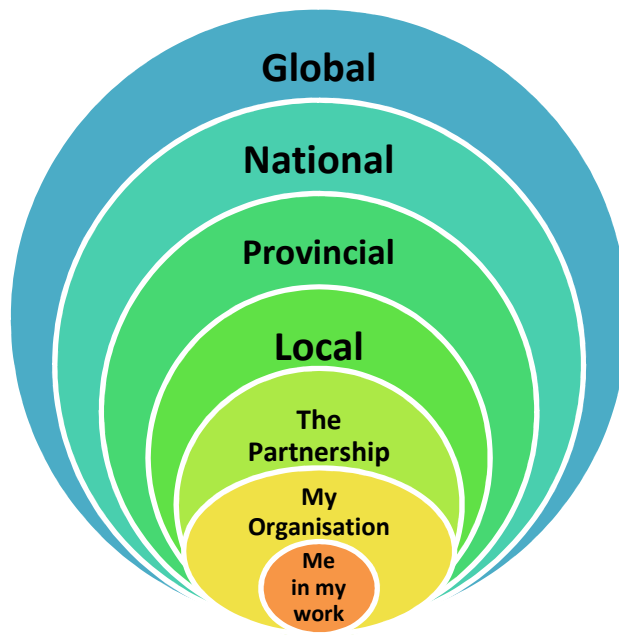 Global
National
Provincial
Local
The
Partnership
My
Organisation
Me
in my
work